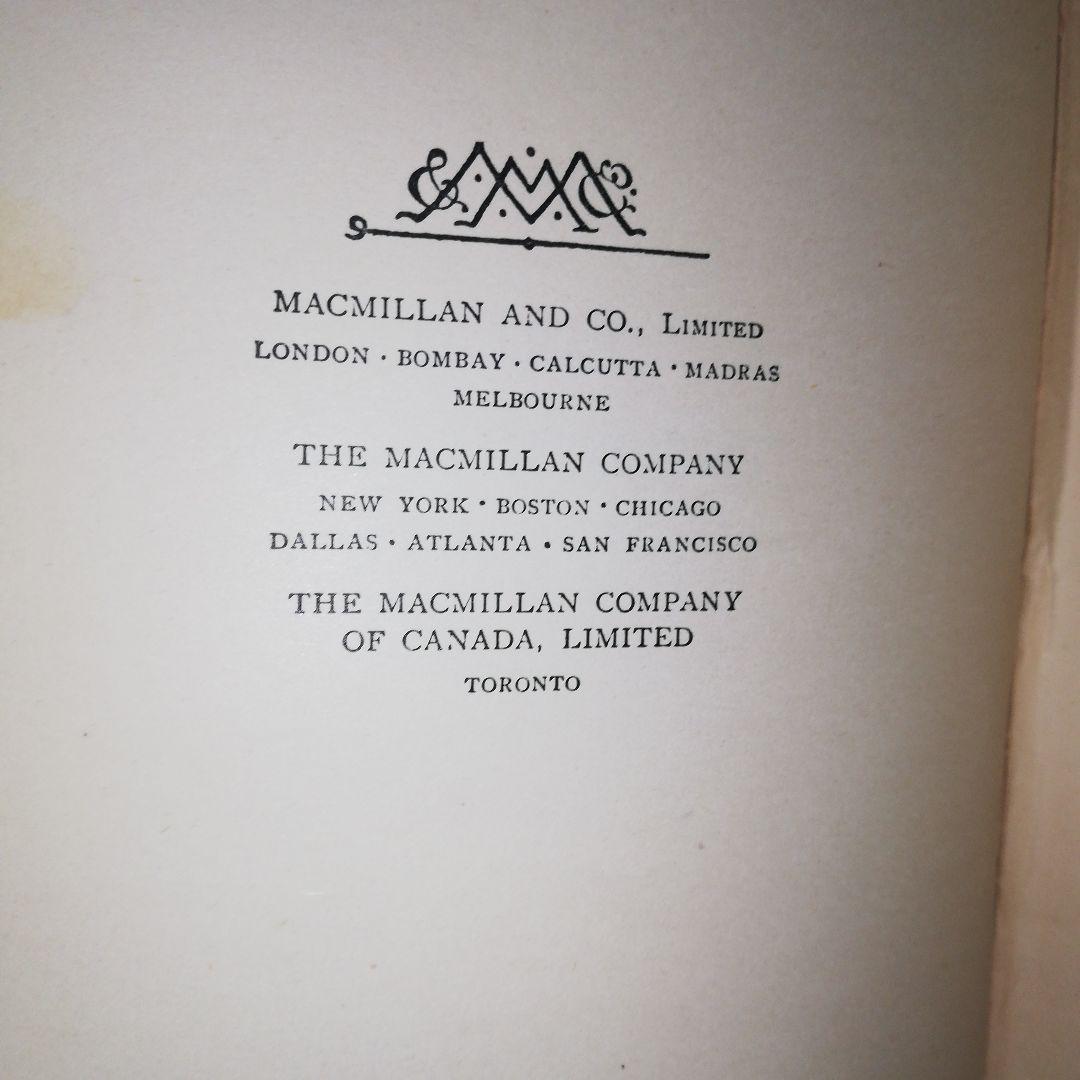 MACMILLAN AND CO., LIMITED
LONDON · BOMBAY · CALCUTTA · MADRAS
MELBOURNE
THE MACMILLAN COMPANY
NEW YORK · BOSTON · CHICAGO
DALLAS · ATLANTA · SAN FRANCISCO
THE MACMILLAN COMPANY
OF CANADA, LIMITED
TORONTO